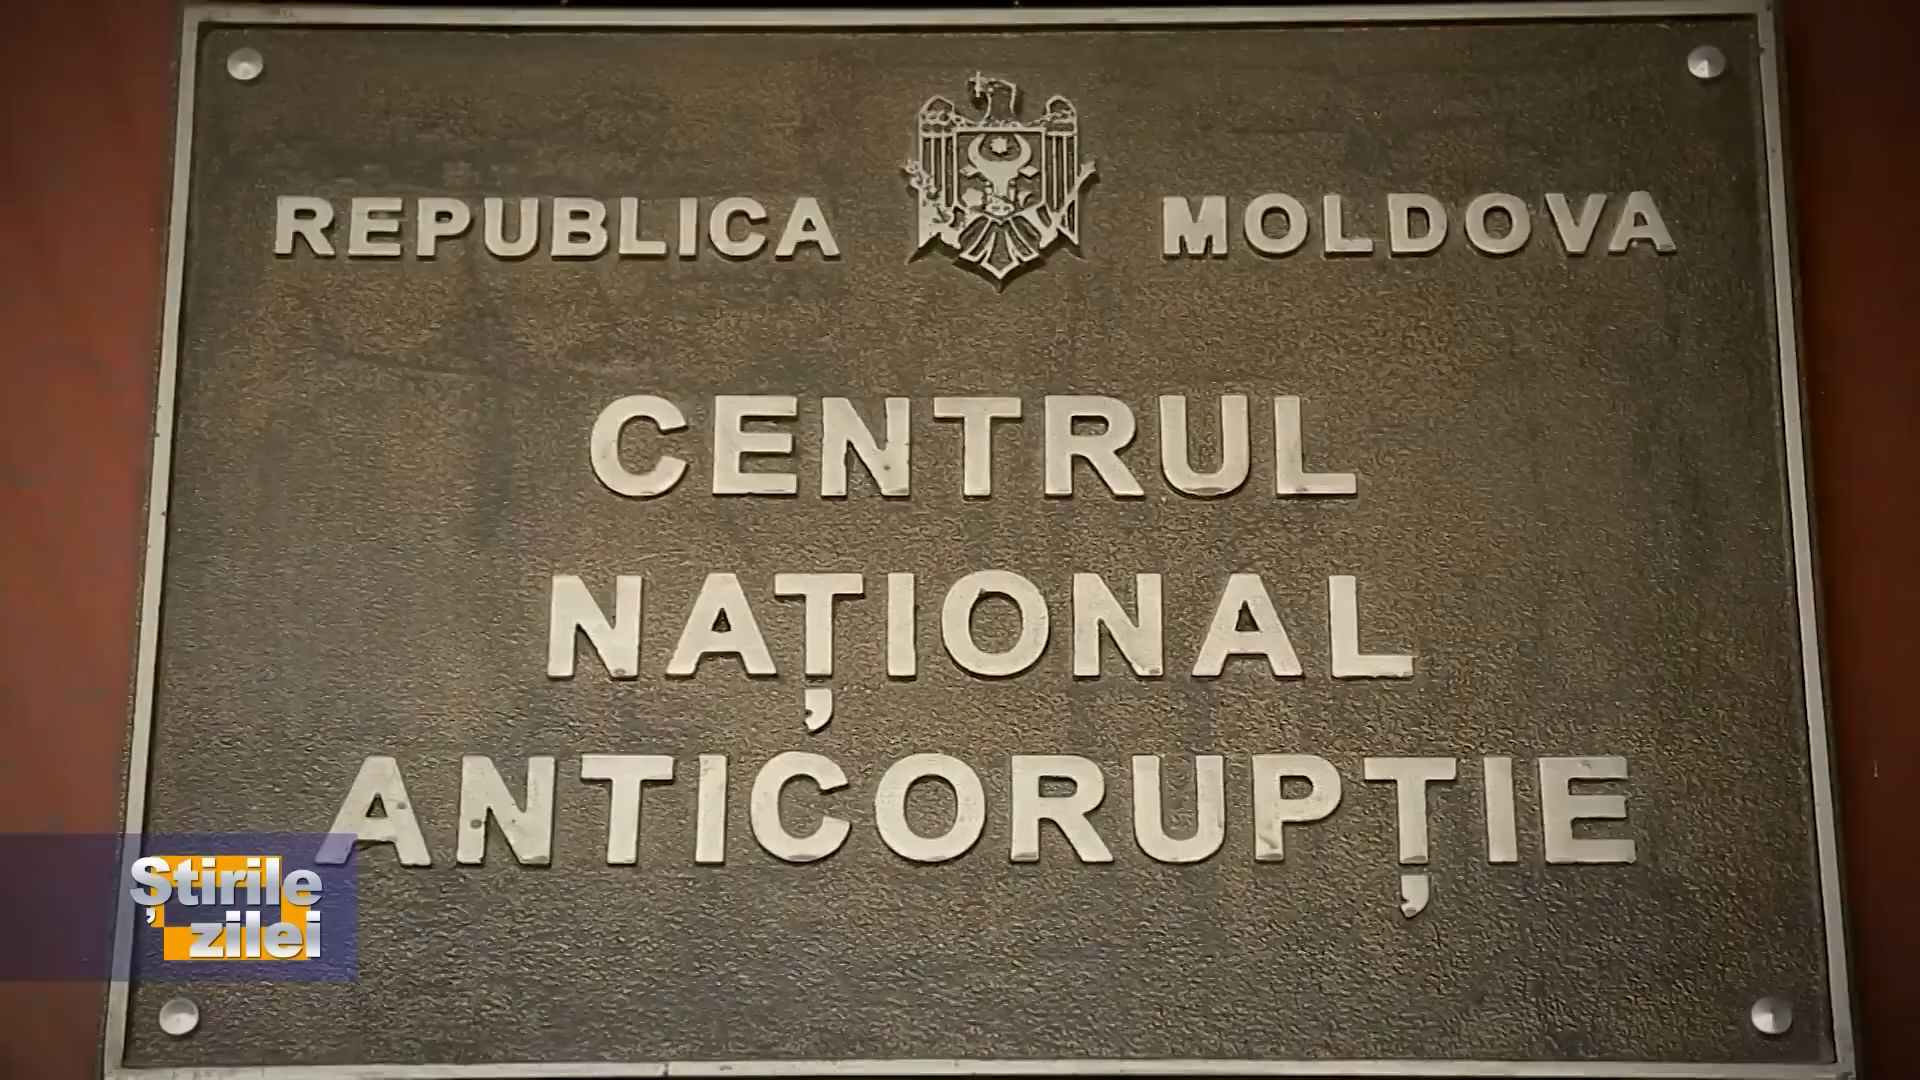 REPUBLICA MOLDOVA
CENTRUL
NAȚIONAL
ANTICORUPȚIE
Știrile
zilei